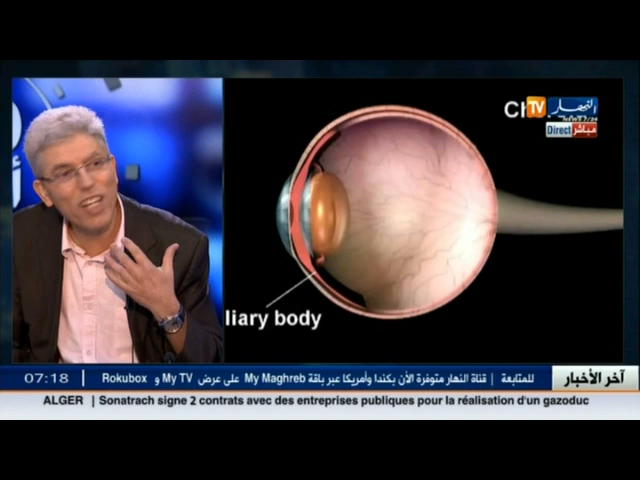 Ch
TV النهار
Direct مباشر
liary body
07:18 للمتابعة | قناة النهار متوفرة الأن بكندا وأمريكا عبر باقة My Maghreb على عرض My TV و Rokubox
آخر الأخبار
ALGER | Sonatrach signe 2 contrats avec des entreprises publiques pour la réalisation d'un gazoduc